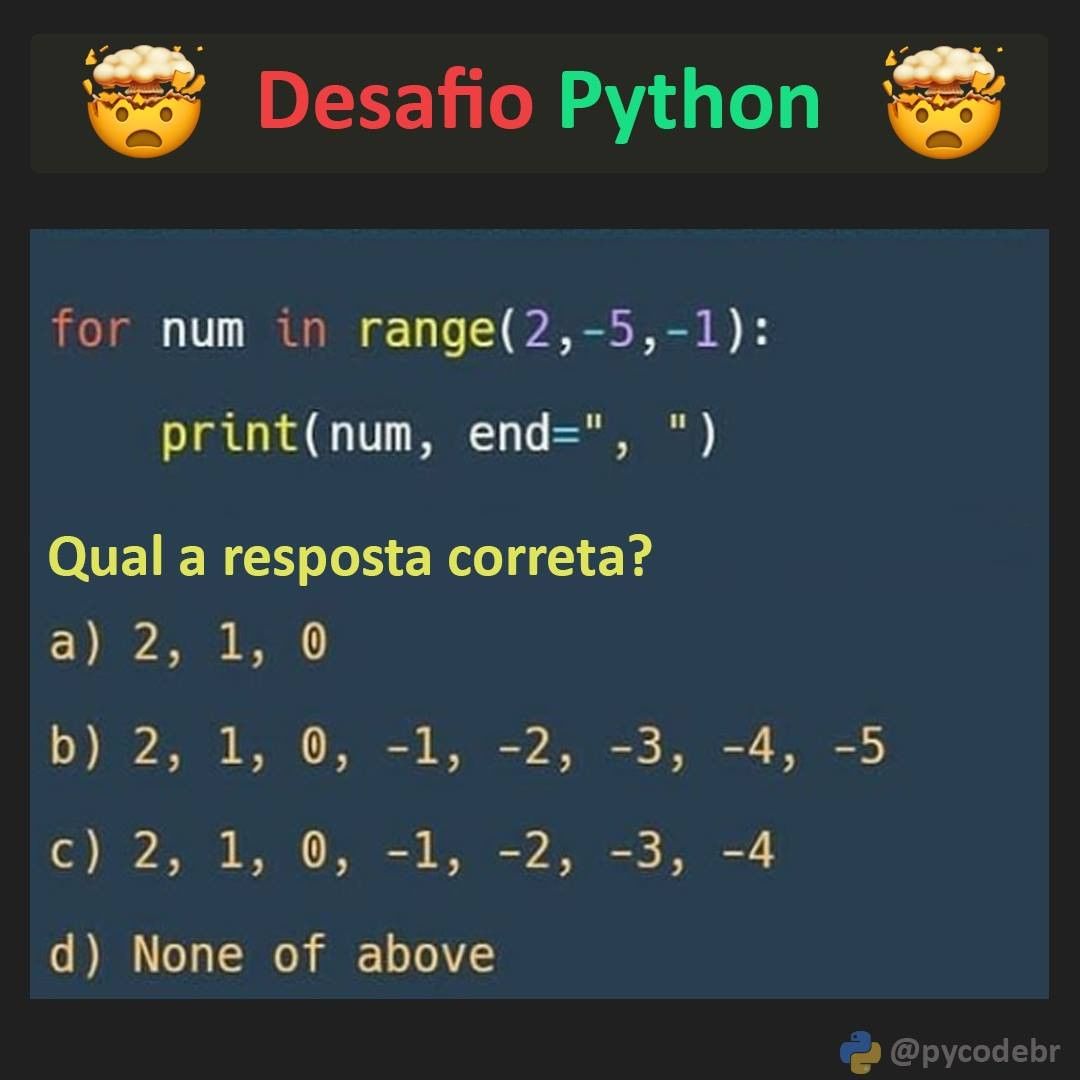 Desafio Python
for num in range(2,-5,-1):
print(num, end=", ")
Qual a resposta correta?
a) 2, 1, 0
b) 2, 1, 0, -1, -2, -3, -4, -5
c) 2, 1, 0, -1, -2, -3, -4
d) None of above
@pycodebr